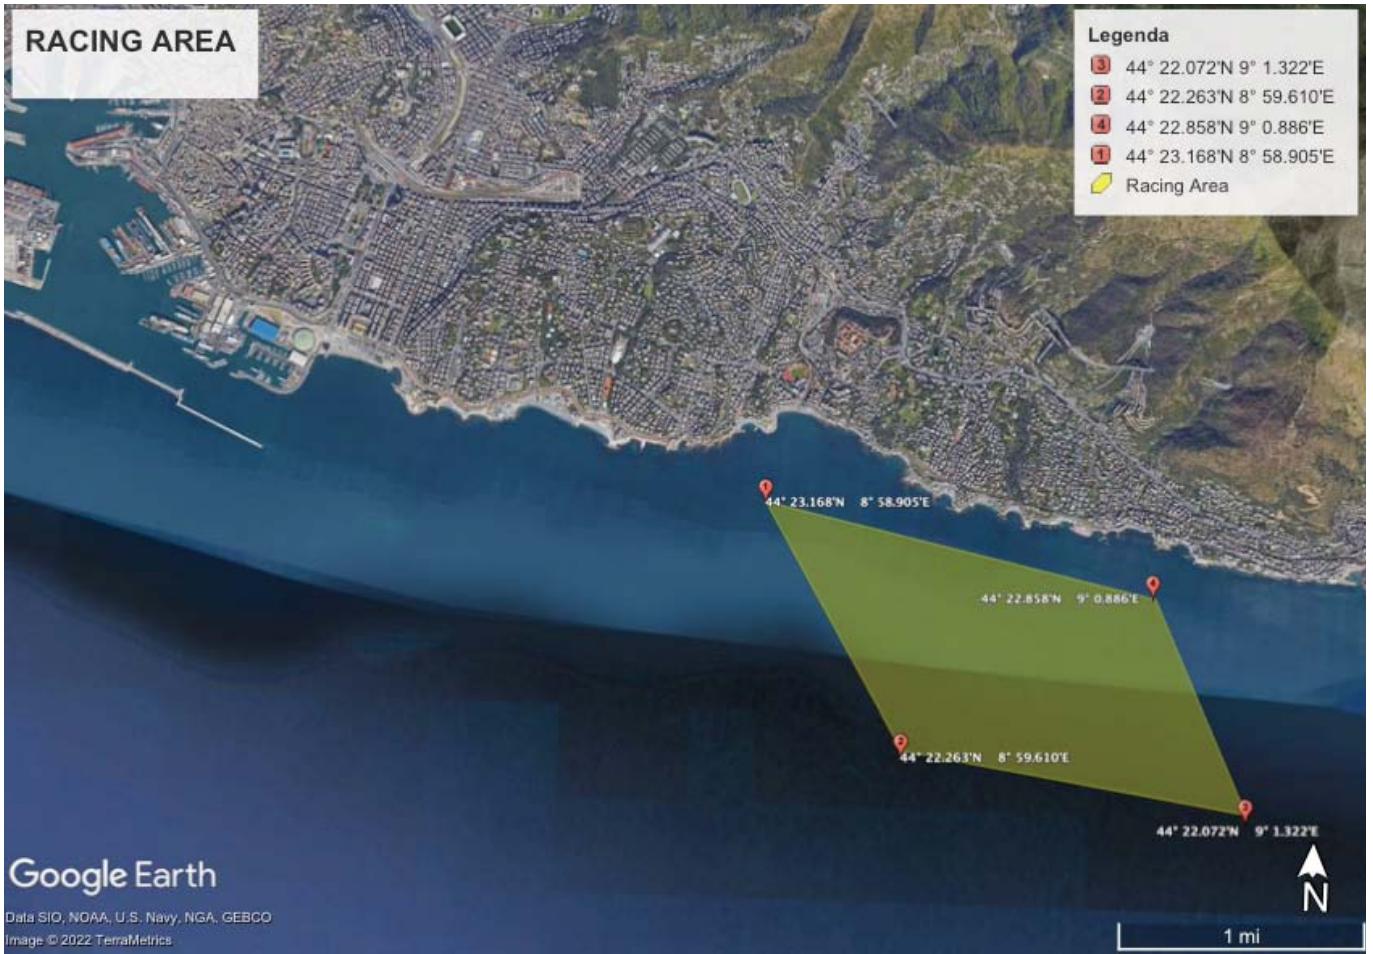 RACING AREA
Legenda
3 44° 22.072'N 9° 1.322'E
2 44° 22.263'N 8° 59.610'E
4 44° 22.858'N 9° 0.886'E
1 44° 23.168'N 8° 58.905'E
Racing Area
1
44° 23.168'N 8° 58.905'E
4
44° 22.858'N 9° 0.886'E
2
44° 22.263'N 8° 59.610'E
3
44° 22.072'N 9° 1.322'E
N
1 mi
Google Earth
Data SIO, NOAA, U.S. Navy, NGA, GEBCO
Image © 2022 TerraMetrics